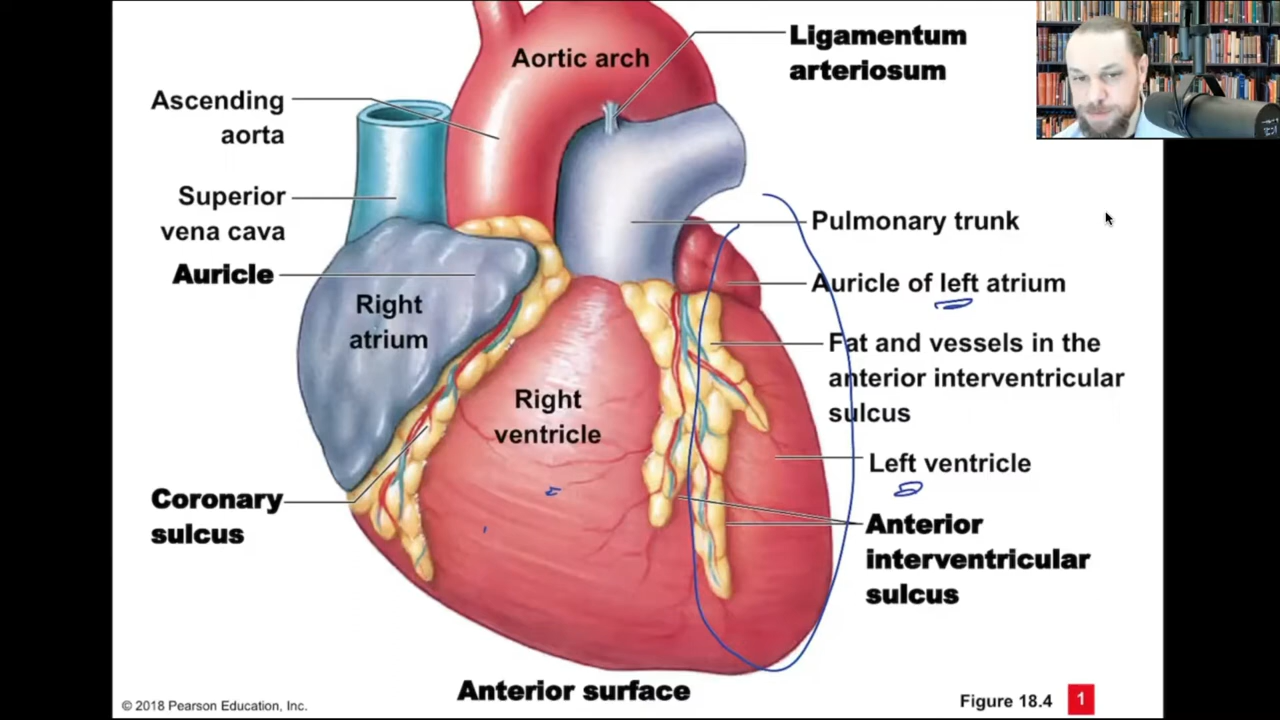 Aortic arch
Ligamentum
arteriosum
Ascending
aorta
Superior
vena cava
Auricle
Right
atrium
Pulmonary trunk
Auricle of left atrium
Fat and vessels in the
anterior interventricular
sulcus
Right
ventricle
Left ventricle
Coronary
sulcus
Anterior
interventricular
sulcus
Anterior surface
© 2018 Pearson Education, Inc.
Figure 18.4
1